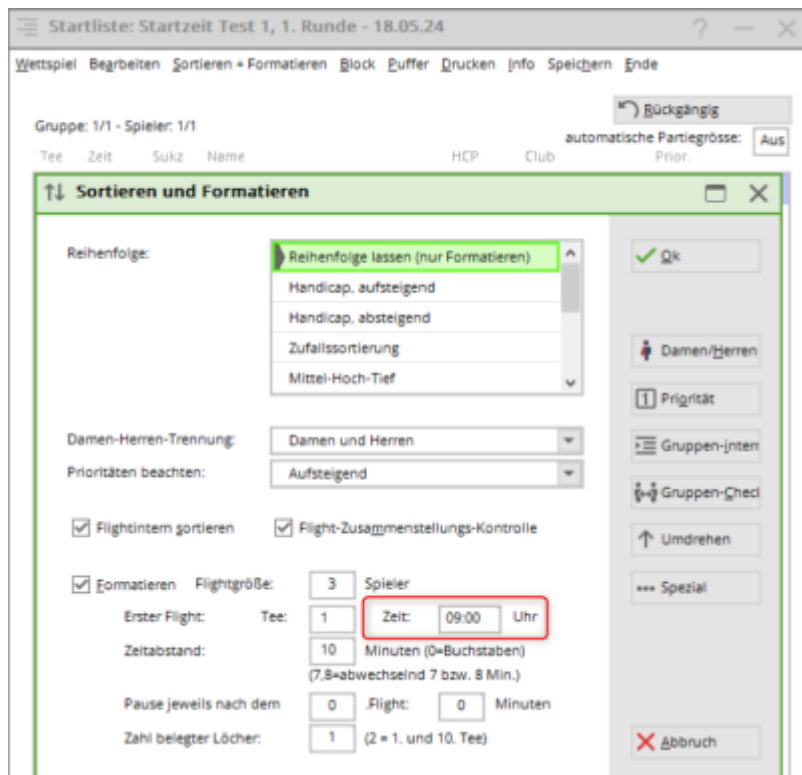 Startliste: Startzeit Test 1, 1. Runde - 18.05.24
Wettspiel Bearbeiten Sortieren + Formatieren Block Puffer Drucken Info Speichern Ende
Rückgängig
Gruppe: 1/1 - Spieler: 1/1
automatische Partiegrösse: Aus
Tee Zeit Sukz Name HCP Club Prior.
Sortieren und Formatieren
Reihenfolge:
Reihenfolge lassen (nur Formatieren)
Handicap, aufsteigend
Handicap, absteigend
Zufallssortierung
Mittel-Hoch-Tief
Ok
Damen/Herren
1 Priorität
Gruppen-intern
Gruppen-Checl
Umdrehen
Spezial
Damen-Herren-Trennung: Damen und Herren
Prioritäten beachten: Aufsteigend
Flightintern sortieren Flight-Zusammenstellungs-Kontrolle
Formatieren Flightgröße: 3 Spieler
Erster Flight: Tee: 1 Zeit: 09:00 Uhr
Zeitabstand: 10 Minuten (0=Buchstaben)
(7,8=abwechselnd 7 bzw. 8 Min.)
Pause jeweils nach dem 0 .Flight: 0 Minuten
Zahl belegter Löcher: 1 (2 = 1. und 10. Tee)
Abbruch